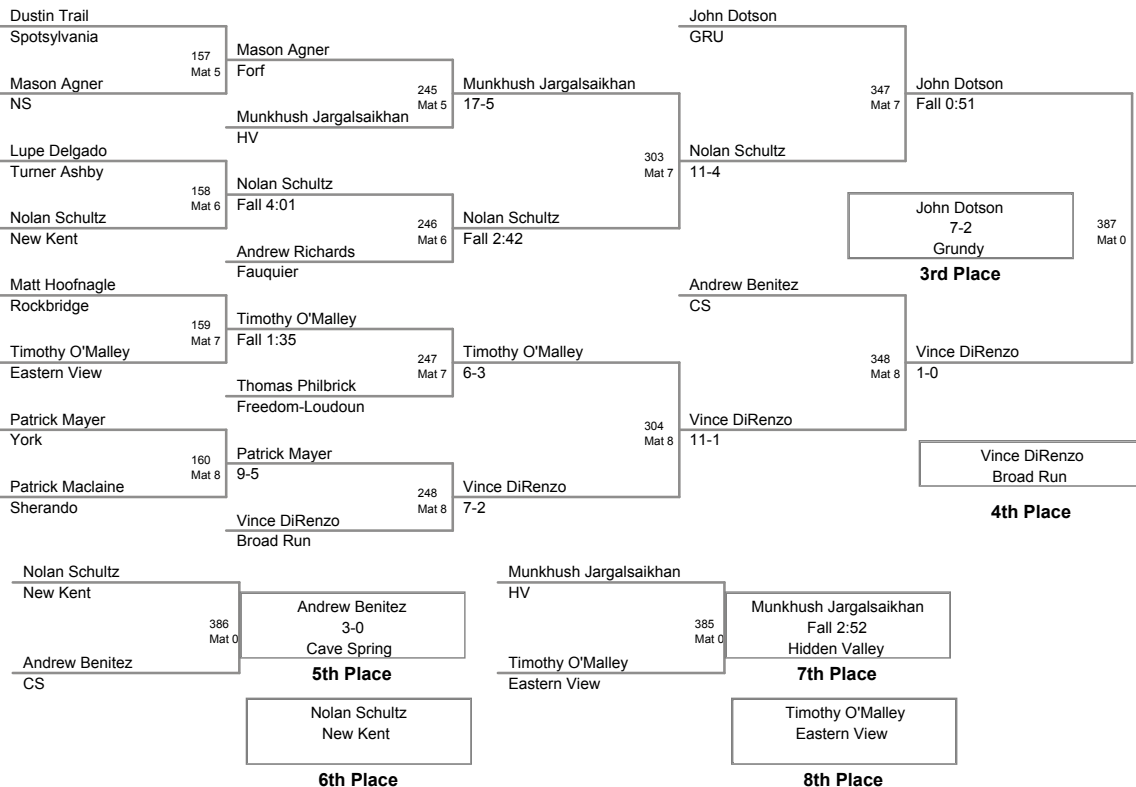 Dustin Trail
Spotsylvania
157
Mat 5
Mason Agner
NS
Mason Agner
Forf
245
Mat 5
Munkhush Jargalsaikhan
HV
Munkhush Jargalsaikhan
17-5
Lupe Delgado
Turner Ashby
158
Mat 6
Nolan Schultz
New Kent
Nolan Schultz
Fall 4:01
246
Mat 6
Andrew Richards
Fauquier
Nolan Schultz
Fall 2:42
303
Mat 7
Nolan Schultz
11-4
John Dotson
GRU
347
Mat 7
John Dotson
Fall 0:51
Matt Hoofnagle
Rockbridge
159
Mat 7
Timothy O'Malley
Eastern View
Timothy O'Malley
Fall 1:35
247
Mat 7
Thomas Philbrick
Freedom-Loudoun
Timothy O'Malley
6-3
Patrick Mayer
York
160
Mat 8
Patrick Maclaine
Sherando
Patrick Mayer
9-5
248
Mat 8
Vince DiRenzo
Broad Run
Vince DiRenzo
7-2
304
Mat 8
Vince DiRenzo
11-1
Andrew Benitez
CS
348
Mat 8
Vince DiRenzo
1-0
387
Mat 0
John Dotson
7-2
Grundy
3rd Place
Vince DiRenzo
Broad Run
4th Place
Nolan Schultz
New Kent
386
Mat 0
Andrew Benitez
CS
Andrew Benitez
3-0
Cave Spring
5th Place
Nolan Schultz
New Kent
6th Place
Munkhush Jargalsaikhan
HV
385
Mat 0
Timothy O'Malley
Eastern View
Munkhush Jargalsaikhan
Fall 2:52
Hidden Valley
7th Place
Timothy O'Malley
Eastern View
8th Place